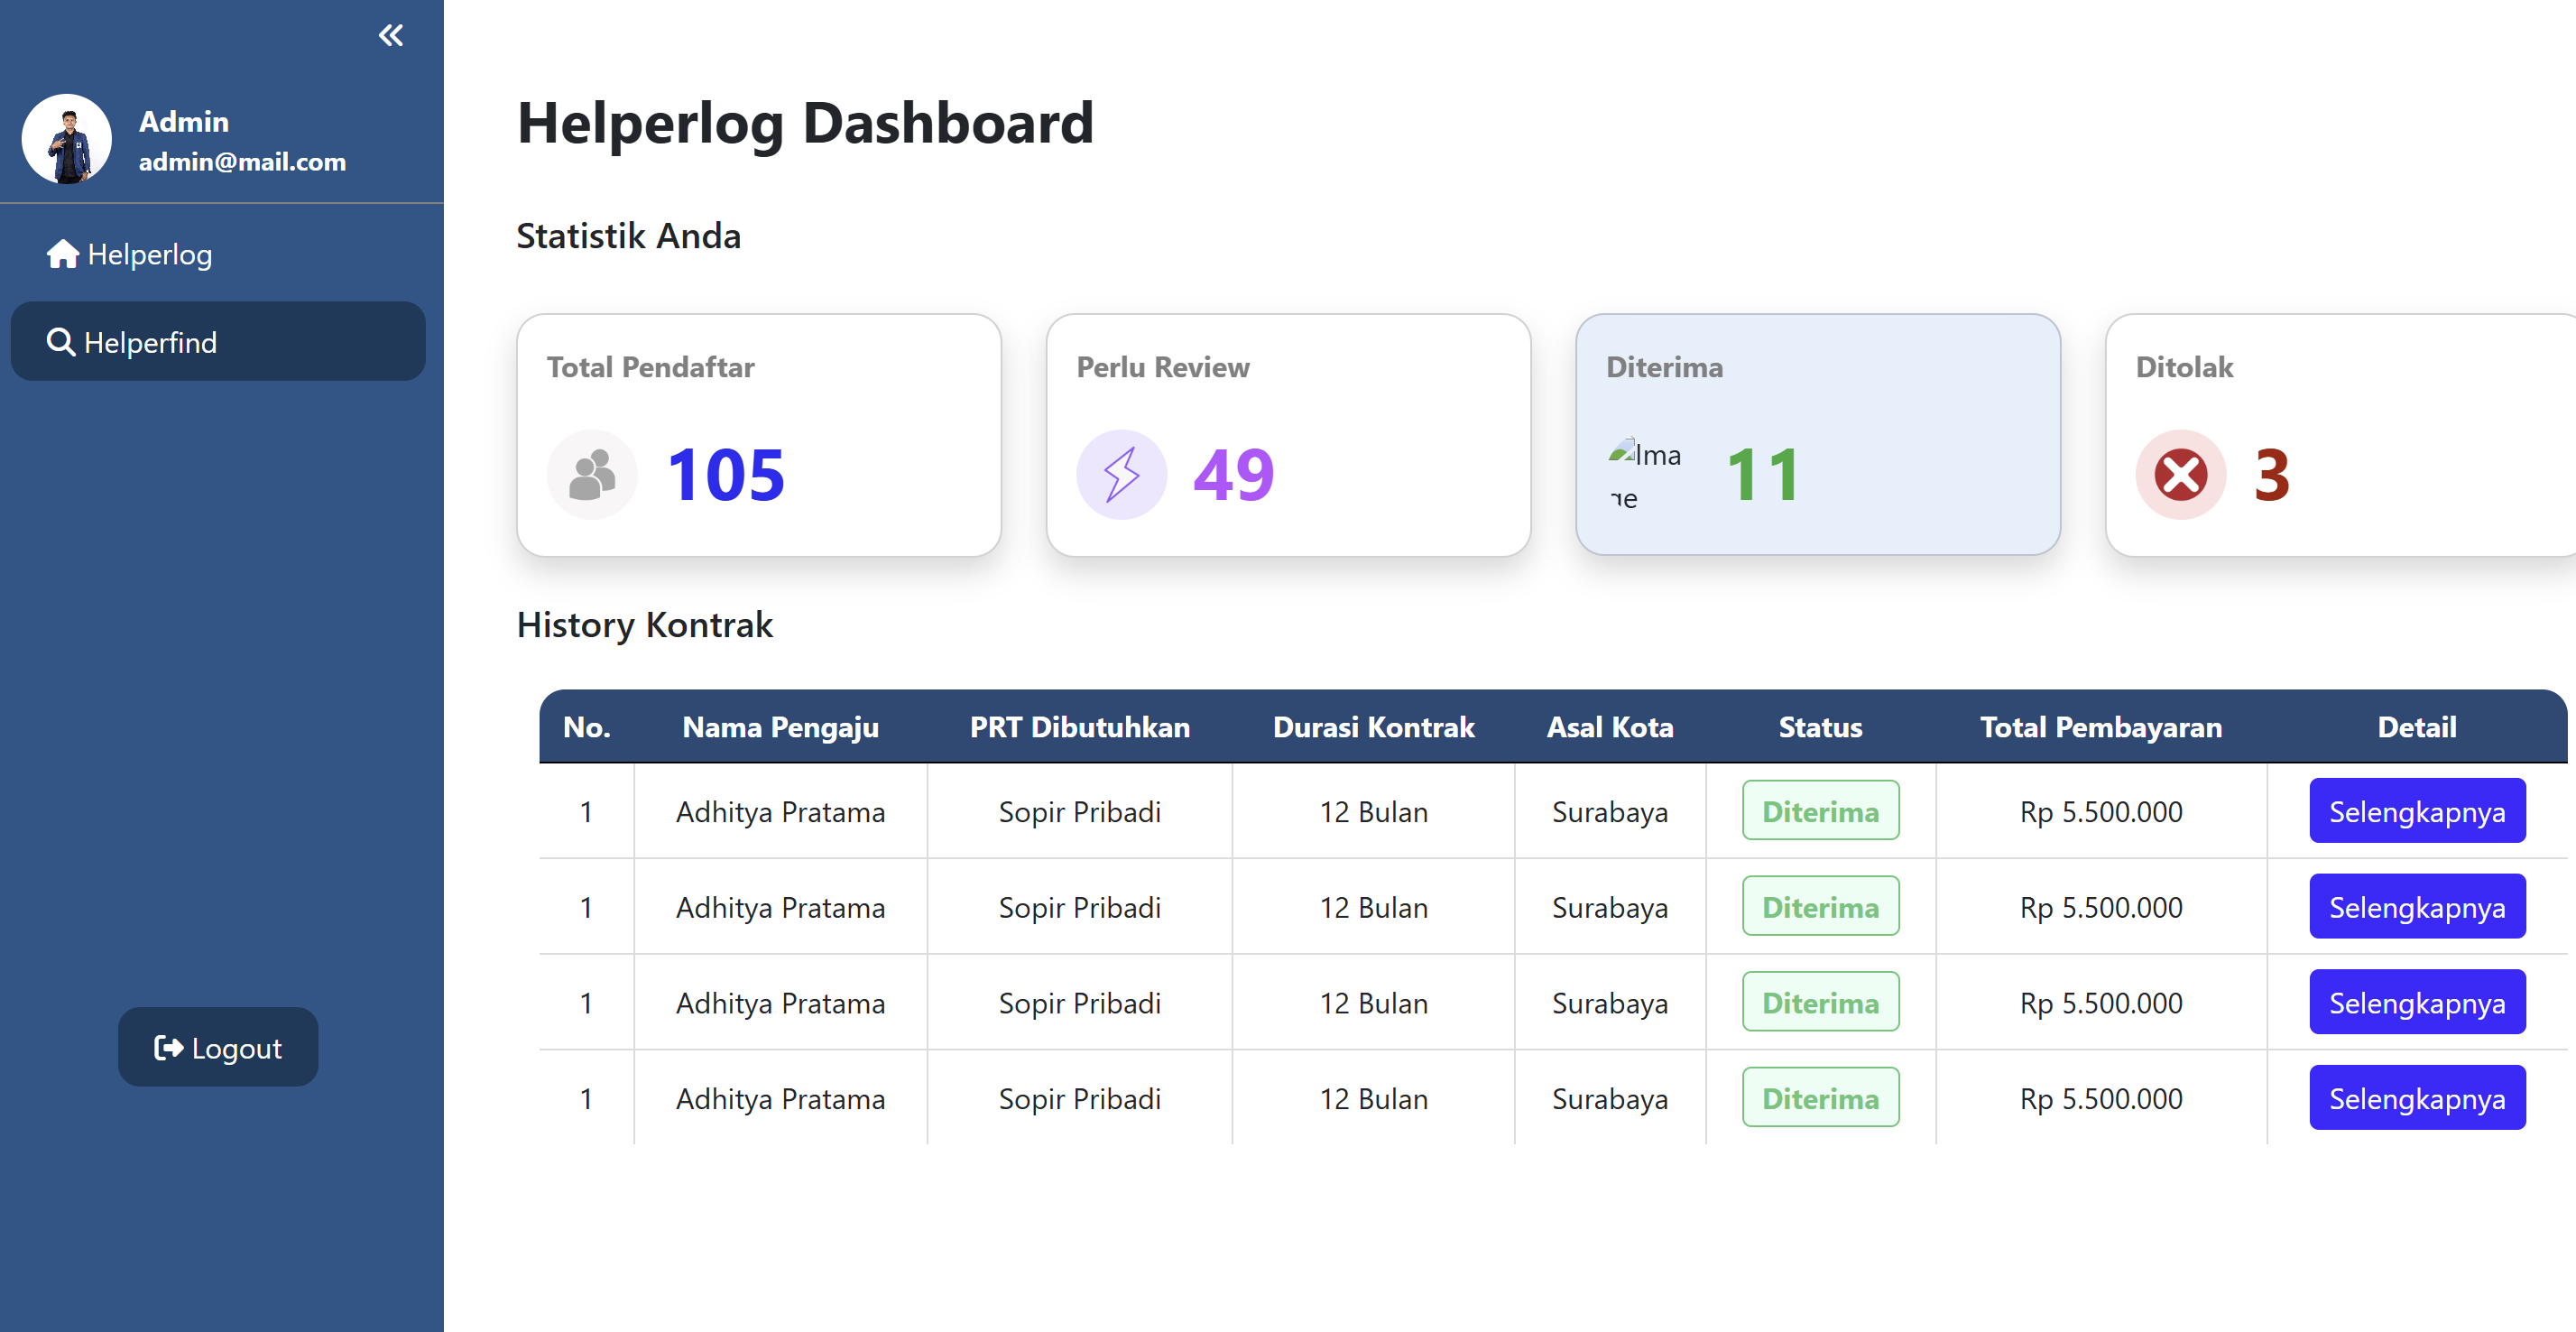 Admin
admin@mail.com
Helperlog
Helperfind
Logout
Helperlog Dashboard
Statistik Anda
Total Pendaftar
105
Perlu Review
49
Diterima
Ima
ge
11
Ditolak
3
History Kontrak
No. Nama Pengaju PRT Dibutuhkan Durasi Kontrak Asal Kota Status Total Pembayaran Detail
1 Adhitya Pratama Sopir Pribadi 12 Bulan Surabaya Diterima Rp 5.500.000 Selengkapnya
1 Adhitya Pratama Sopir Pribadi 12 Bulan Surabaya Diterima Rp 5.500.000 Selengkapnya
1 Adhitya Pratama Sopir Pribadi 12 Bulan Surabaya Diterima Rp 5.500.000 Selengkapnya
1 Adhitya Pratama Sopir Pribadi 12 Bulan Surabaya Diterima Rp 5.500.000 Selengkapnya